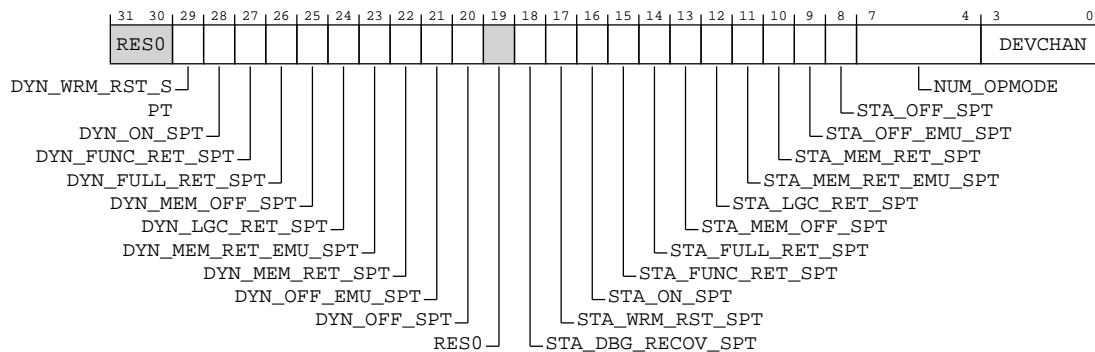 31 30 29 28 27 26 25 24 23 22 21 20 19 18 17 16 15 14 13 12 11 10 9 8 7 4 3 0
RES0 DEVCHAN
DYN_WRM_RST_S NUM_OPMODE
PT STA_OFF_SPT
DYN_ON_SPT STA_OFF_EMU_SPT
DYN_FUNC_RET_SPT STA_MEM_RET_SPT
DYN_FULL_RET_SPT STA_MEM_RET_EMU_SPT
DYN_MEM_OFF_SPT STA_LGC_RET_SPT
DYN_LGC_RET_SPT STA_MEM_OFF_SPT
DYN_MEM_RET_EMU_SPT STA_FULL_RET_SPT
DYN_MEM_RET_SPT STA_FUNC_RET_SPT
DYN_OFF_EMU_SPT STA_ON_SPT
DYN_OFF_SPT STA_WRM_RST_SPT
RES0 STA_DBG_RECOV_SPT